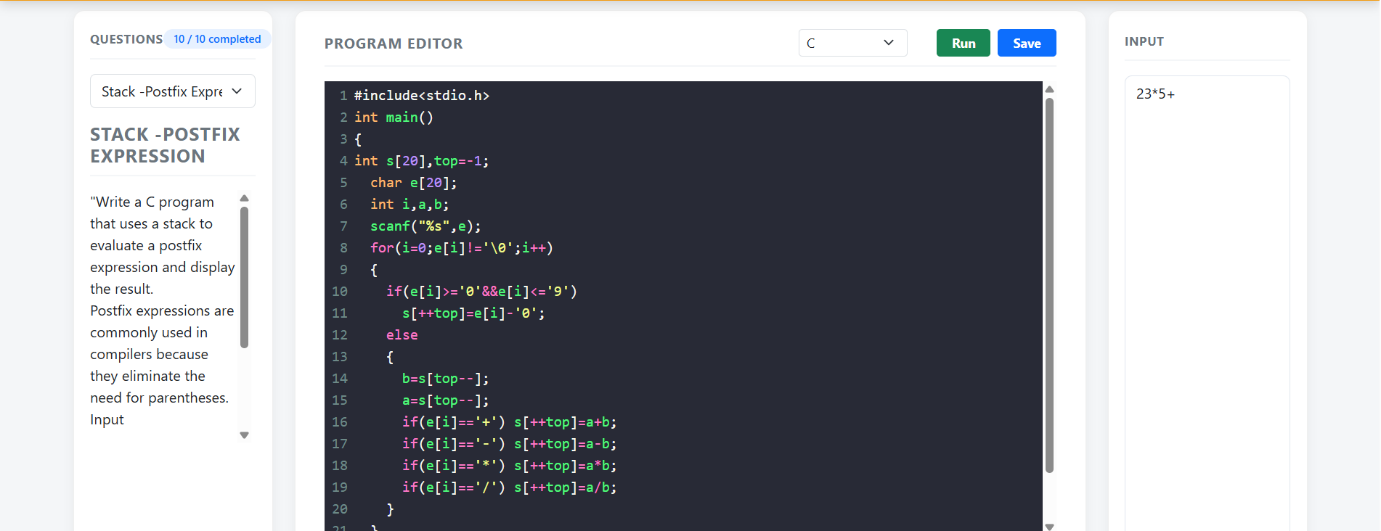 QUESTIONS 10 / 10 completed
Stack -Postfix Expre
STACK -POSTFIX
EXPRESSION
"Write a C program
that uses a stack to
evaluate a postfix
expression and display
the result.
Postfix expressions are
commonly used in
compilers because
they eliminate the
need for parentheses.
Input
PROGRAM EDITOR
C
Run
Save
1 #include<stdio.h>
2 int main()
3 {
4 int s[20],top=-1;
5   char e[20];
6   int i,a,b;
7   scanf("%s",e);
8   for(i=0;e[i]!='\0';i++)
9   {
10     if(e[i]>='0'&&e[i]<='9')
11       s[++top]=e[i]-'0';
12     else
13     {
14       b=s[top--];
15       a=s[top--];
16       if(e[i]=='+') s[++top]=a+b;
17       if(e[i]=='-') s[++top]=a-b;
18       if(e[i]=='*') s[++top]=a*b;
19       if(e[i]=='/') s[++top]=a/b;
20     }
21   }
INPUT
23*5+